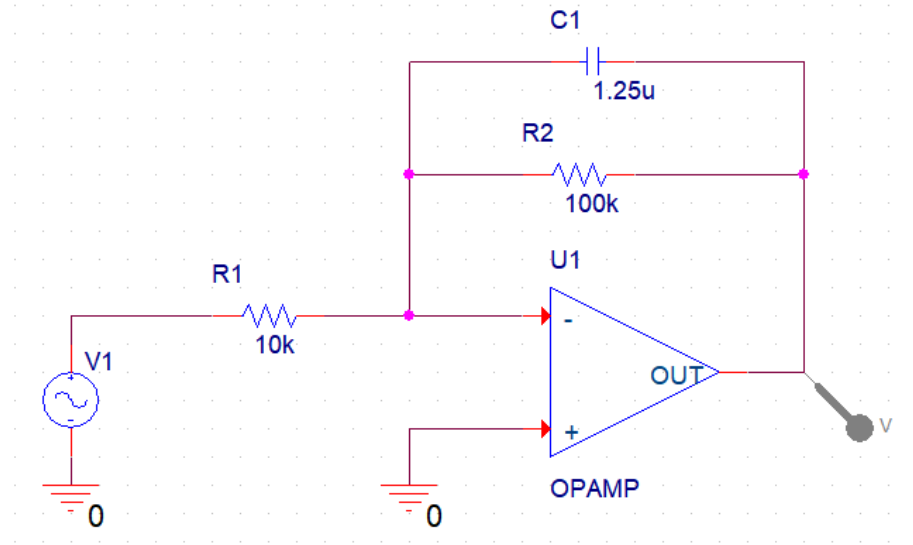 C1
1.25u
R2
100k
R1
10k
U1
-
OUT
+
OPAMP
V1
+
-
0
0
V